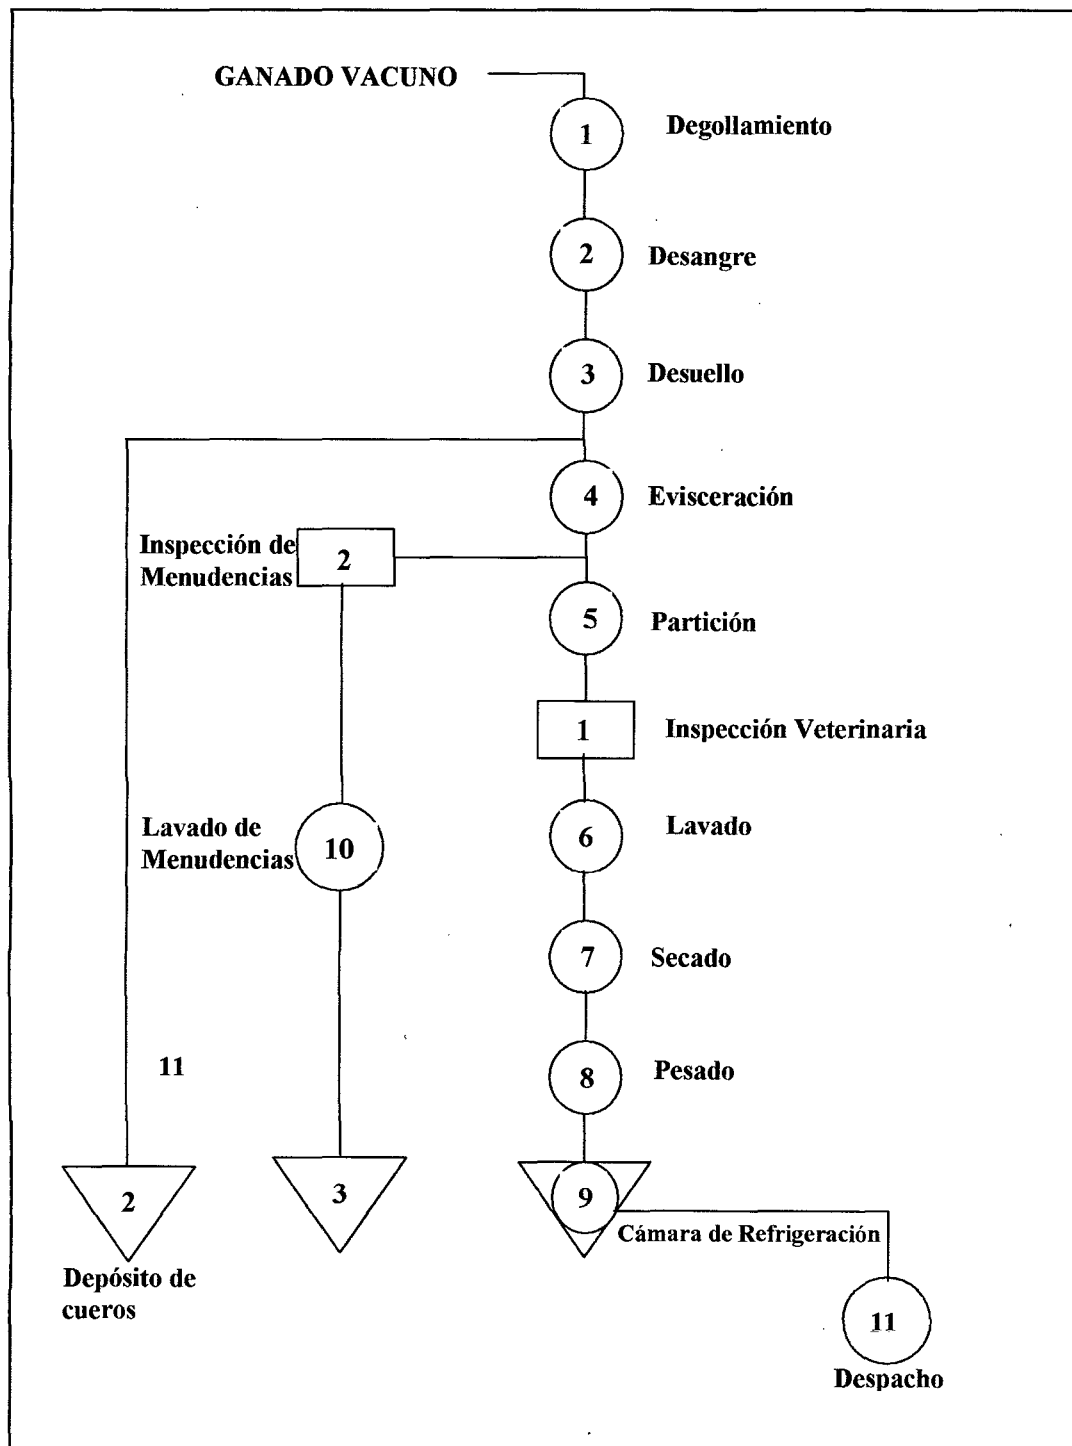 GANADO VACUNO
1 Degollamiento
2 Desangre
3 Desuello
4 Evisceración
Inspección de
Menudencias
2
5 Partición
1 Inspección Veterinaria
6 Lavado
Lavado de
Menudencias
10
7 Secado
11
8 Pesado
2
3
9
Cámara de Refrigeración
Depósito de
cueros
11
Despacho